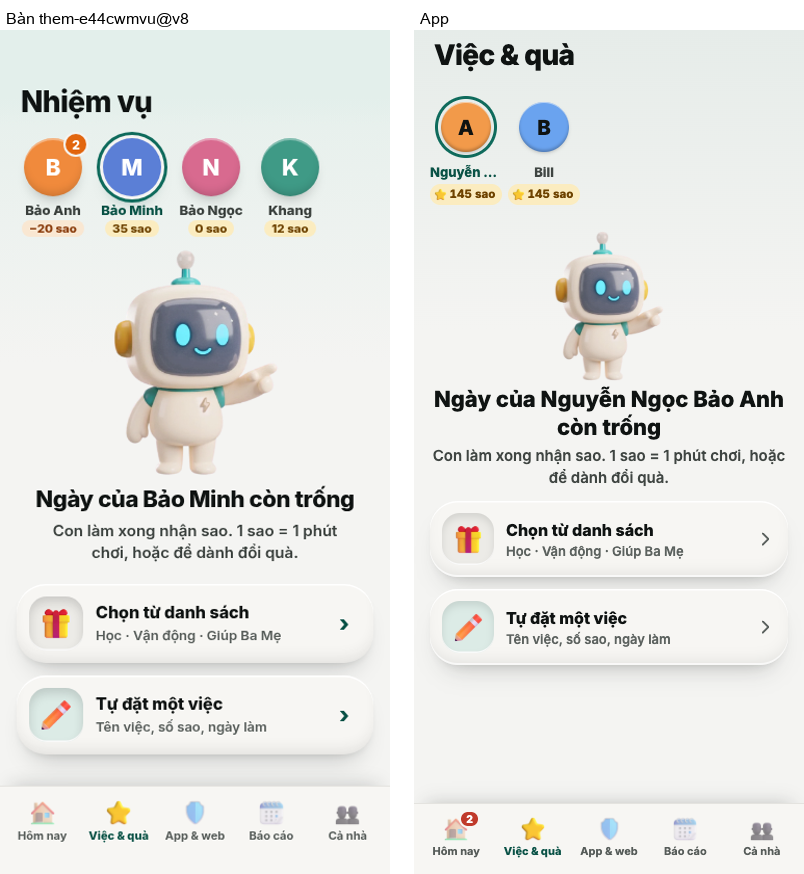 Bản them-e44cwmvu@v8
Nhiệm vụ
B
2
M
N
K
Bảo Anh
Bảo Minh
Bảo Ngọc
Khang
−20 sao
35 sao
0 sao
12 sao
Ngày của Bảo Minh còn trống
Con làm xong nhận sao. 1 sao = 1 phút
chơi, hoặc để dành đổi quà.
Chọn từ danh sách
Học · Vận động · Giúp Ba Mẹ
Tự đặt một việc
Tên việc, số sao, ngày làm
Hôm nay
Việc & quà
App & web
Báo cáo
Cả nhà
App
Việc & quà
A
B
Nguyễn ...
Bill
145 sao
145 sao
Ngày của Nguyễn Ngọc Bảo Anh
còn trống
Con làm xong nhận sao. 1 sao = 1 phút chơi, hoặc
để dành đổi quà.
Chọn từ danh sách
Học · Vận động · Giúp Ba Mẹ
Tự đặt một việc
Tên việc, số sao, ngày làm
2
Hôm nay
Việc & quà
App & web
Báo cáo
Cả nhà